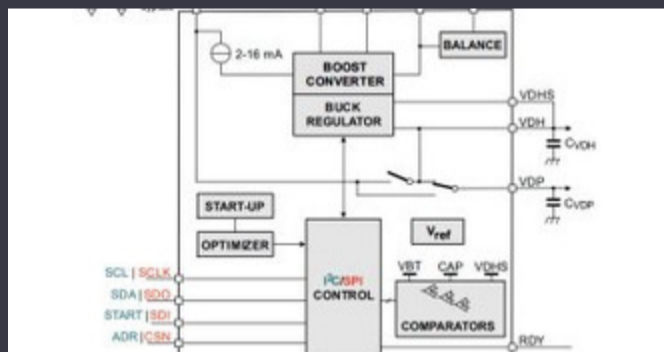 2-16 mA
BALANCE
BOOST
CONVERTER
BUCK
REGULATOR
VDHS
VDH
CVDH
VDP
CVDP
START-UP
OPTIMIZER
Vref
SCL | SCLK
SDA | SDO
START | SDI
ADR | CSN
I²C/SPI
CONTROL
VBT CAP VDHS
COMPARATORS
RDY